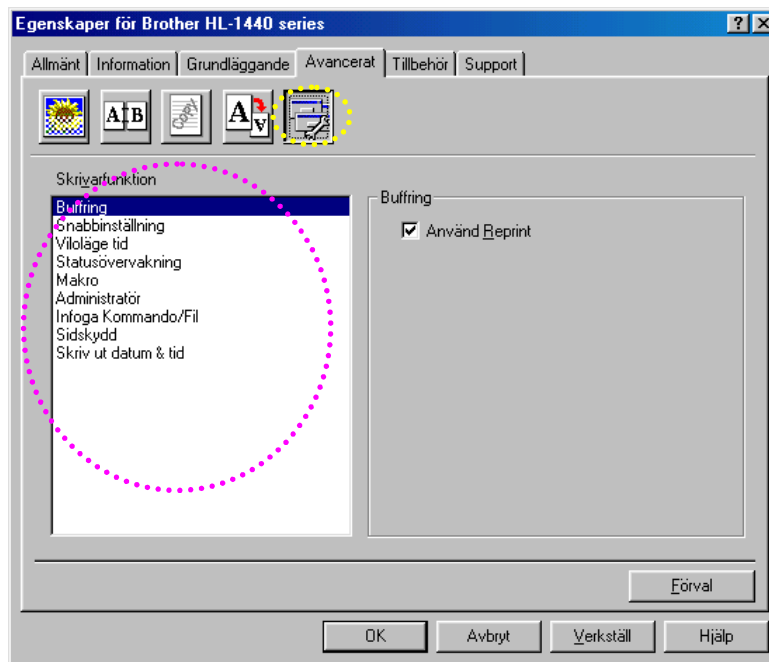 Egenskaper för Brother HL-1440 series
Allmänt Information Grundläggande Avancerat Tillbehör Support
A B Copy A V
Skrivarfunktion
Buffring
Snabbinställning
Viloläge tid
Statusövervakning
Makro
Administratör
Infoga Kommando/Fil
Sidskydd
Skriv ut datum & tid
Buffring
Använd Reprint
Förval
OK Avbryt Verkställ Hjälp